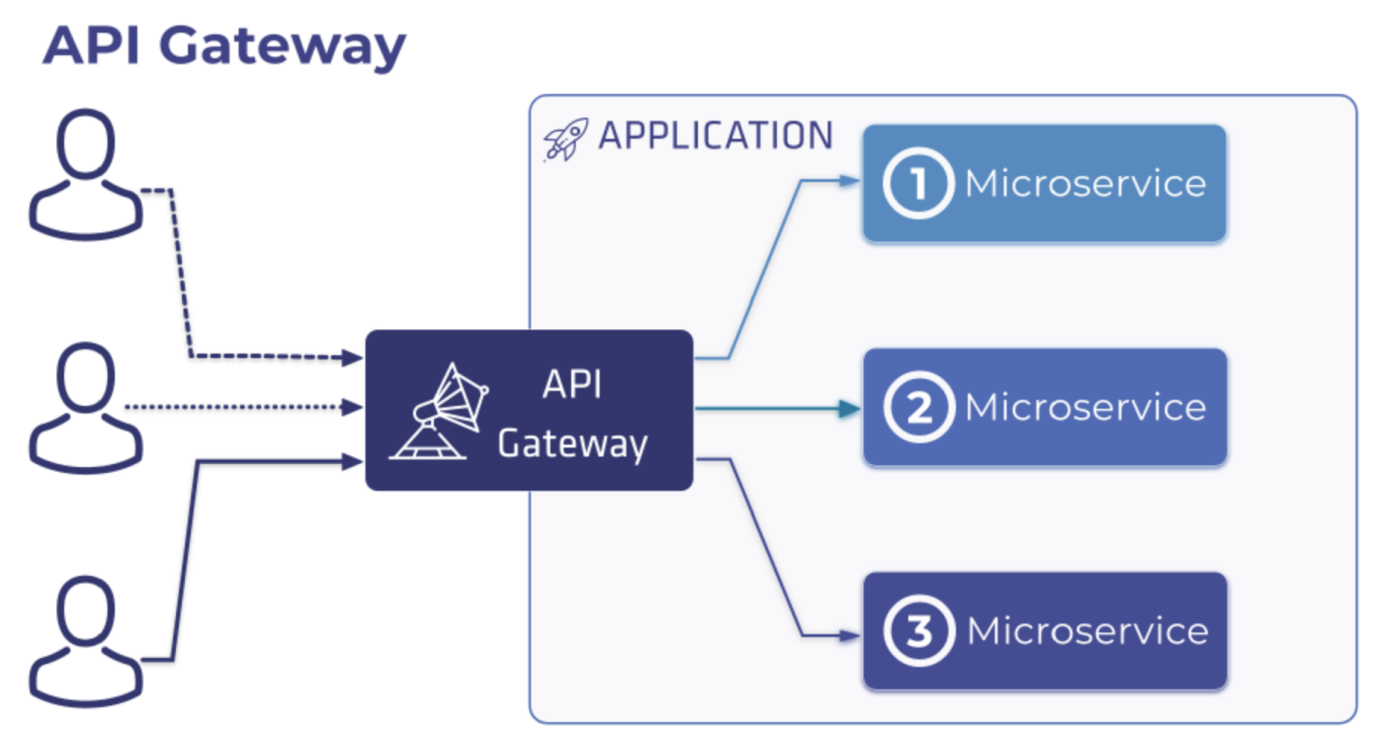 API Gateway
APPLICATION
1 Microservice
API
Gateway
2 Microservice
3 Microservice